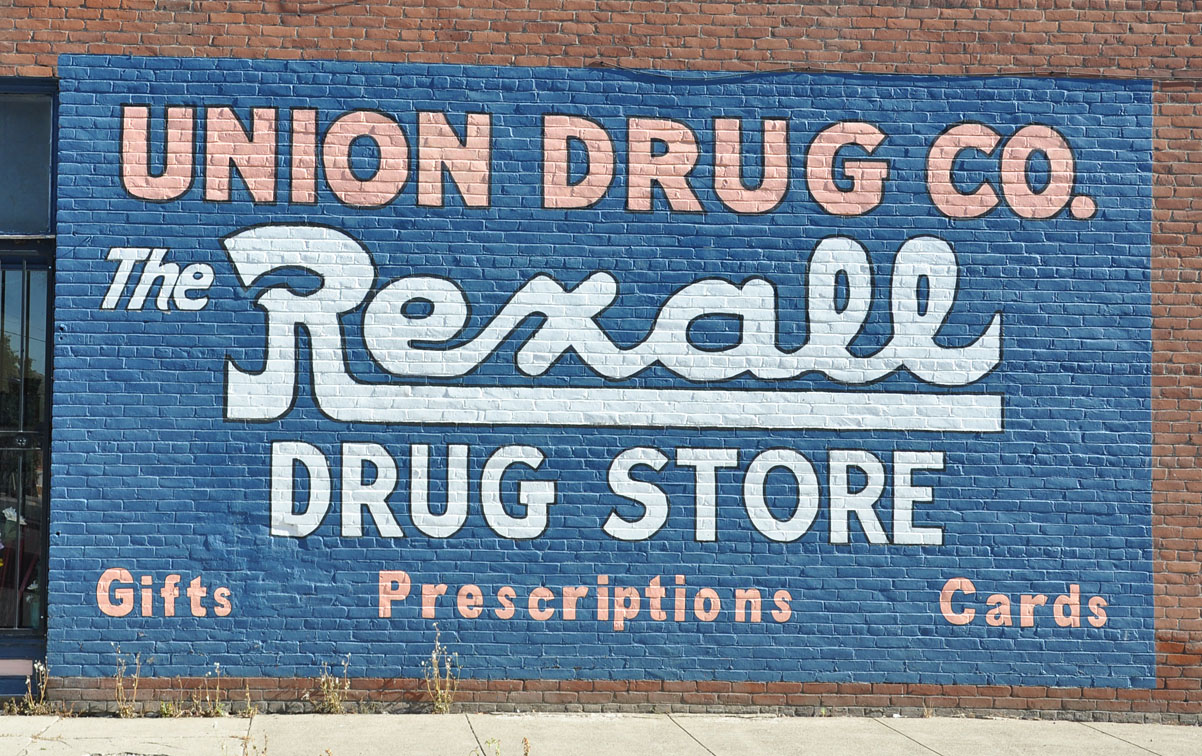 UNION DRUG CO.
The Rexall
DRUG STORE
Gifts Prescriptions Cards